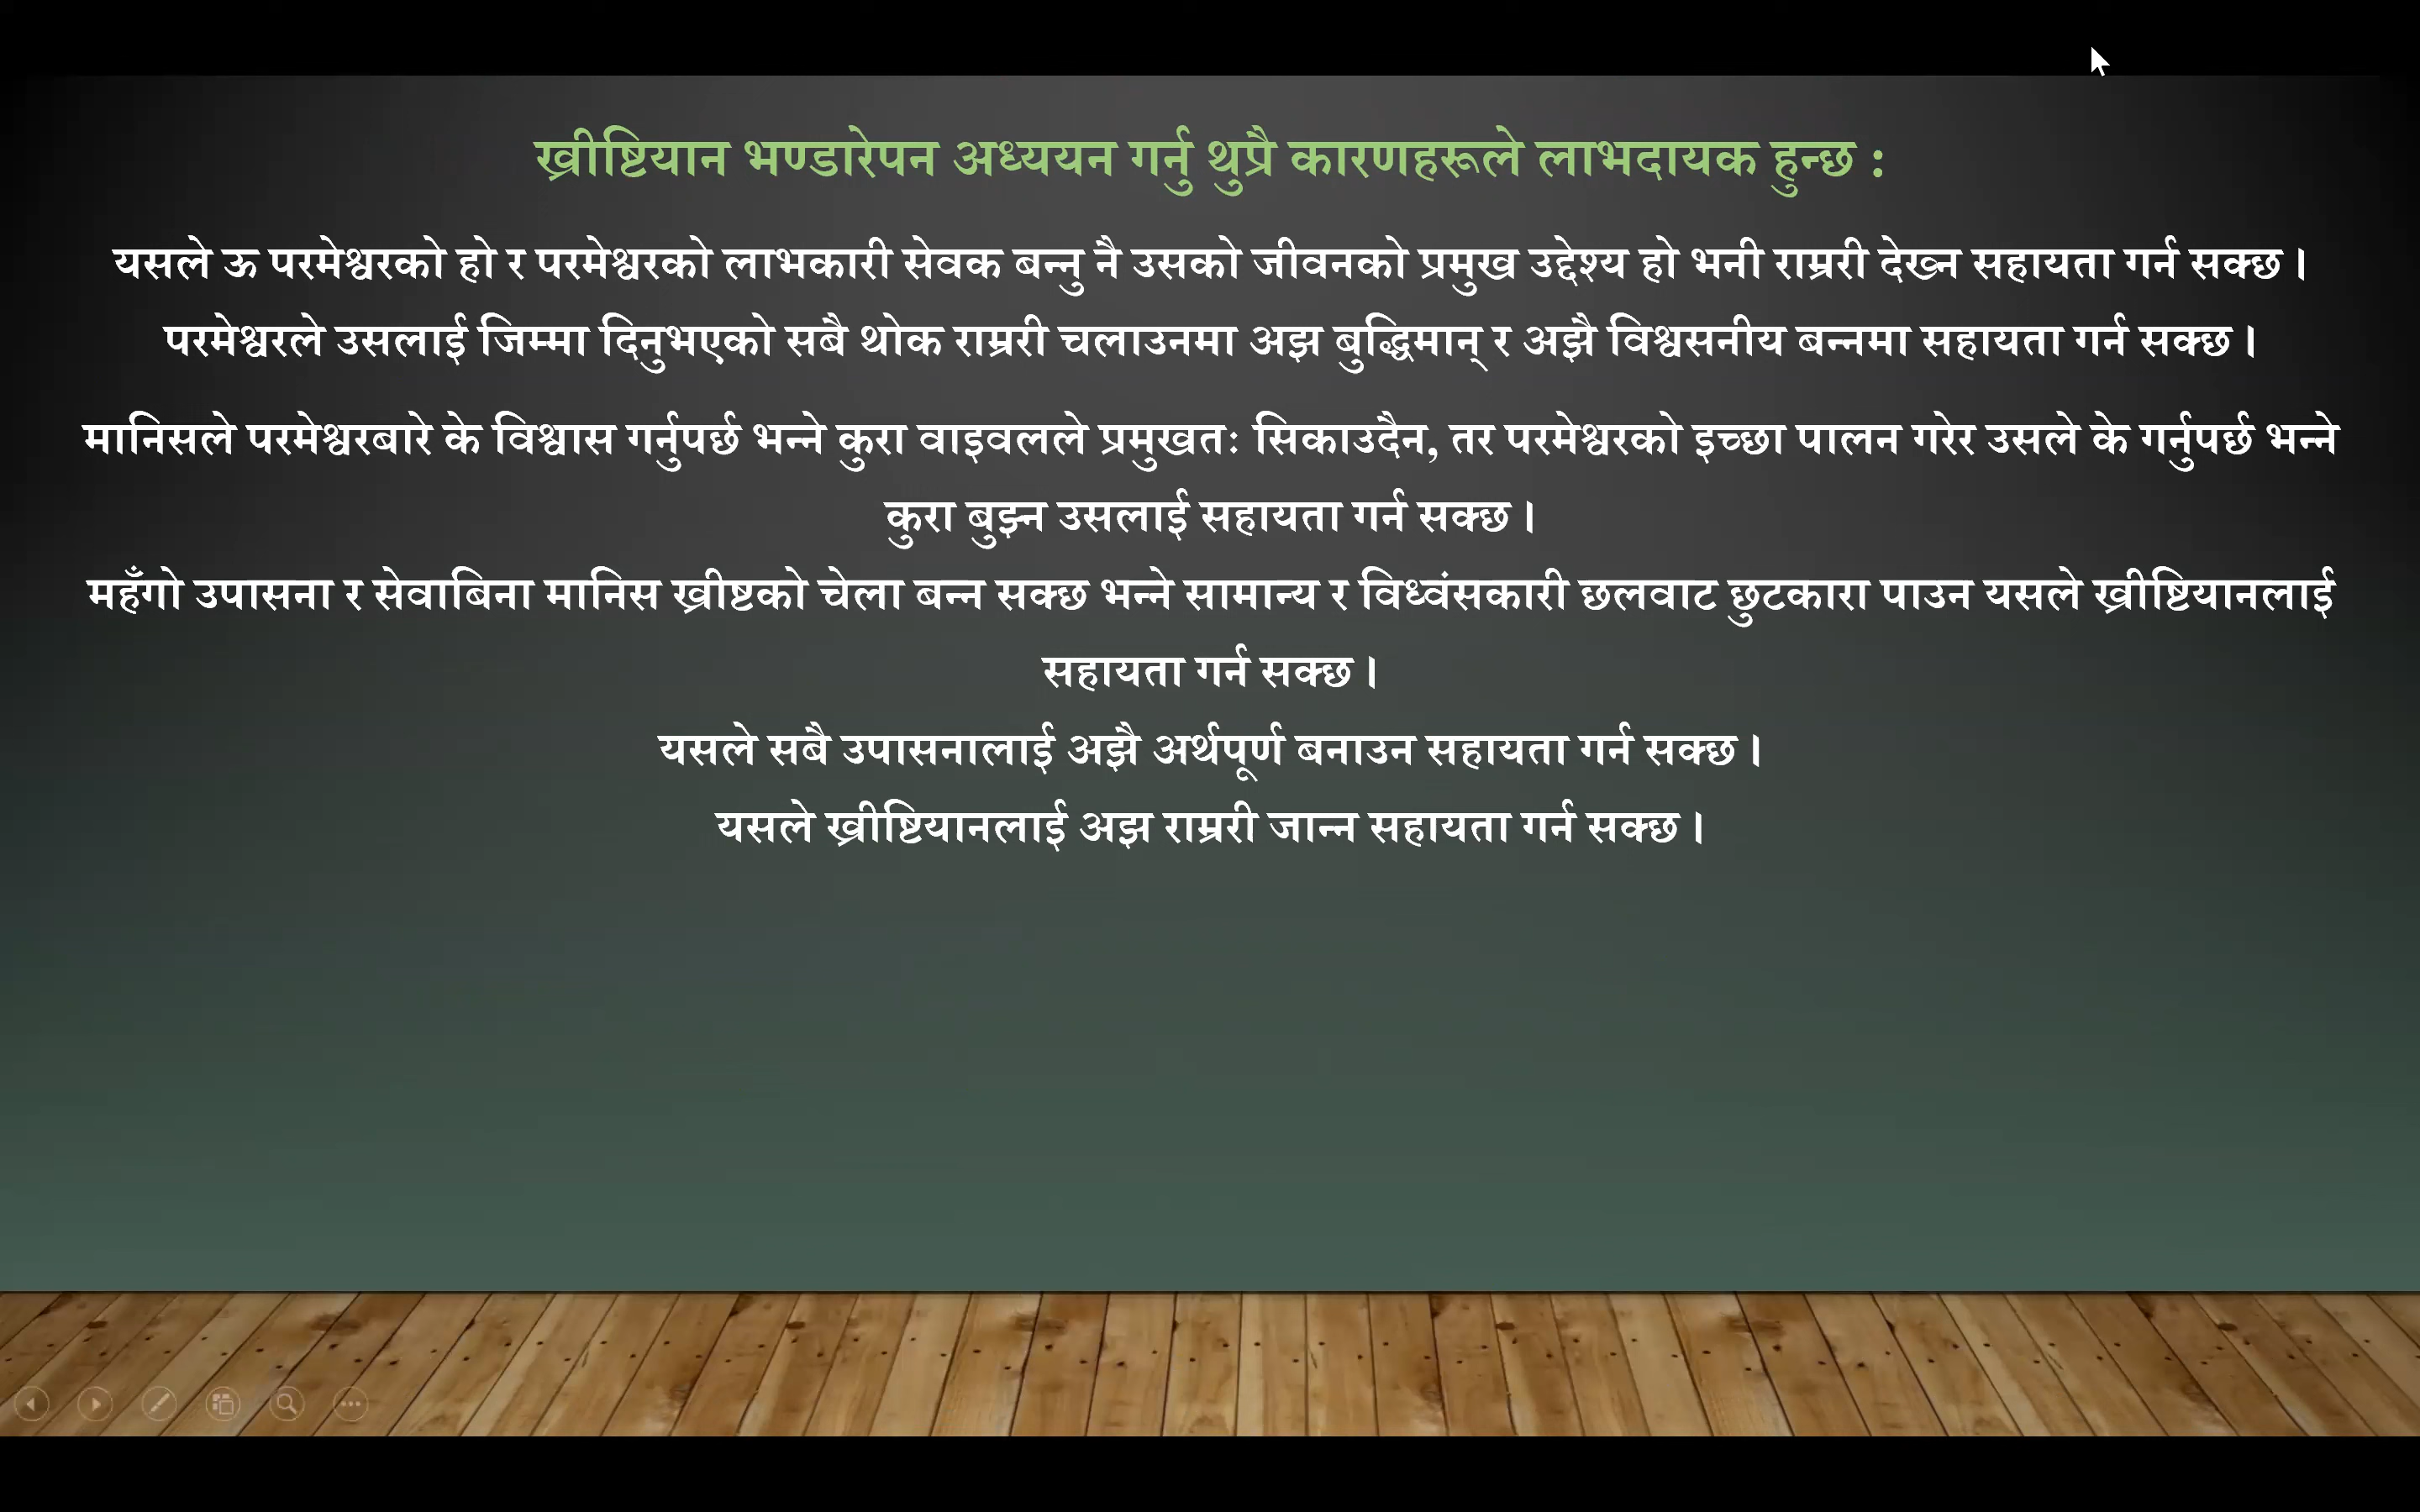 ख्रीष्टियान भण्डारेपन अध्ययन गर्नु थुप्रै कारणहरूले लाभदायक हुन्छ :
यसले ऊ परमेश्वरको हो र परमेश्वरको लाभकारी सेवक बन्नु नै उसको जीवनको प्रमुख उद्देश्य हो भनी राम्ररी देख्न सहायता गर्न सक्छ।
परमेश्वरले उसलाई जिम्मा दिनुभएको सबै थोक राम्ररी चलाउनमा अझ बुद्धिमान् र अझै विश्वसनीय बन्नमा सहायता गर्न सक्छ।
मानिसले परमेश्वरबारे के विश्वास गर्नुपर्छ भन्ने कुरा वाइवलले प्रमुखतः सिकाउदैन, तर परमेश्वरको इच्छा पालन गरेर उसले के गर्नुपर्छ भन्ने
कुरा बुझ्न उसलाई सहायता गर्न सक्छ।
महँगो उपासना र सेवाबिना मानिस ख्रीष्टको चेला बन्न सक्छ भन्ने सामान्य र विध्वंसकारी छलवाट छुटकारा पाउन यसले ख्रीष्टियानलाई
सहायता गर्न सक्छ।
यसले सबै उपासनालाई अझै अर्थपूर्ण बनाउन सहायता गर्न सक्छ।
यसले ख्रीष्टियानलाई अझ राम्ररी जान्न सहायता गर्न सक्छ।